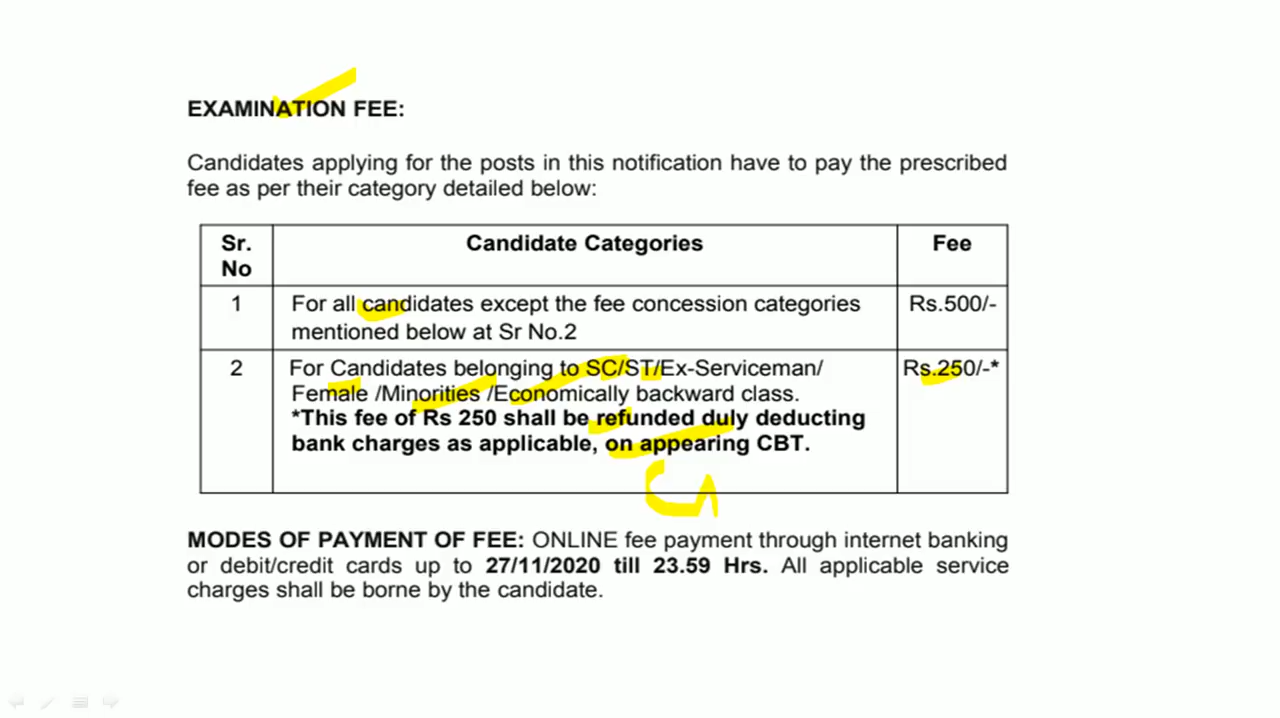 EXAMINATION FEE:
Candidates applying for the posts in this notification have to pay the prescribed
fee as per their category detailed below:
Sr. No Candidate Categories Fee
1 For all candidates except the fee concession categories Rs.500/-
mentioned below at Sr No.2
2 For Candidates belonging to SC/ST/Ex-Serviceman/ Rs.250/-*
Female /Minorities /Economically backward class.
*This fee of Rs 250 shall be refunded duly deducting
bank charges as applicable, on appearing CBT.
MODES OF PAYMENT OF FEE: ONLINE fee payment through internet banking
or debit/credit cards up to 27/11/2020 till 23.59 Hrs. All applicable service
charges shall be borne by the candidate.